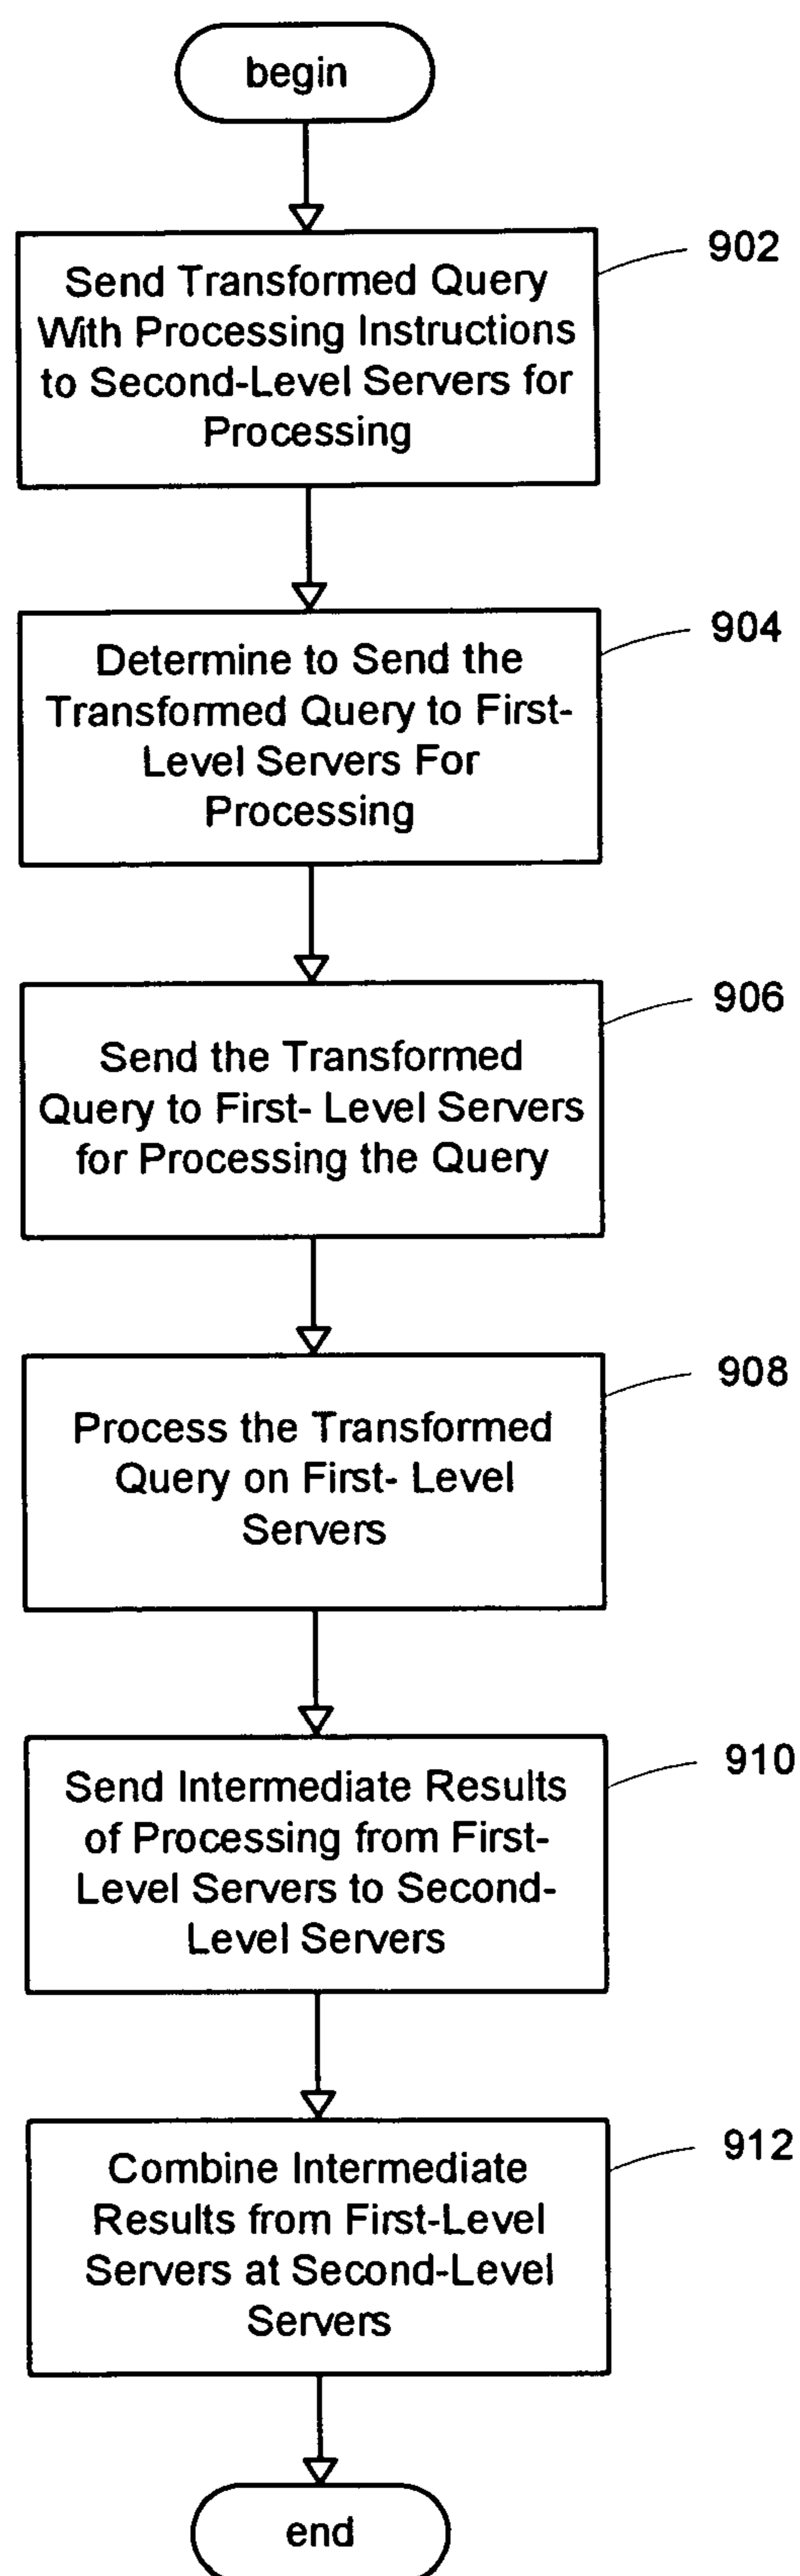 begin
902
Send Transformed Query
With Processing Instructions
to Second-Level Servers for
Processing
904
Determine to Send the
Transformed Query to First-
Level Servers For
Processing
906
Send the Transformed
Query to First- Level Servers
for Processing the Query
908
Process the Transformed
Query on First- Level
Servers
910
Send Intermediate Results
of Processing from First-
Level Servers to Second-
Level Servers
912
Combine Intermediate
Results from First-Level
Servers at Second-Level
Servers
end